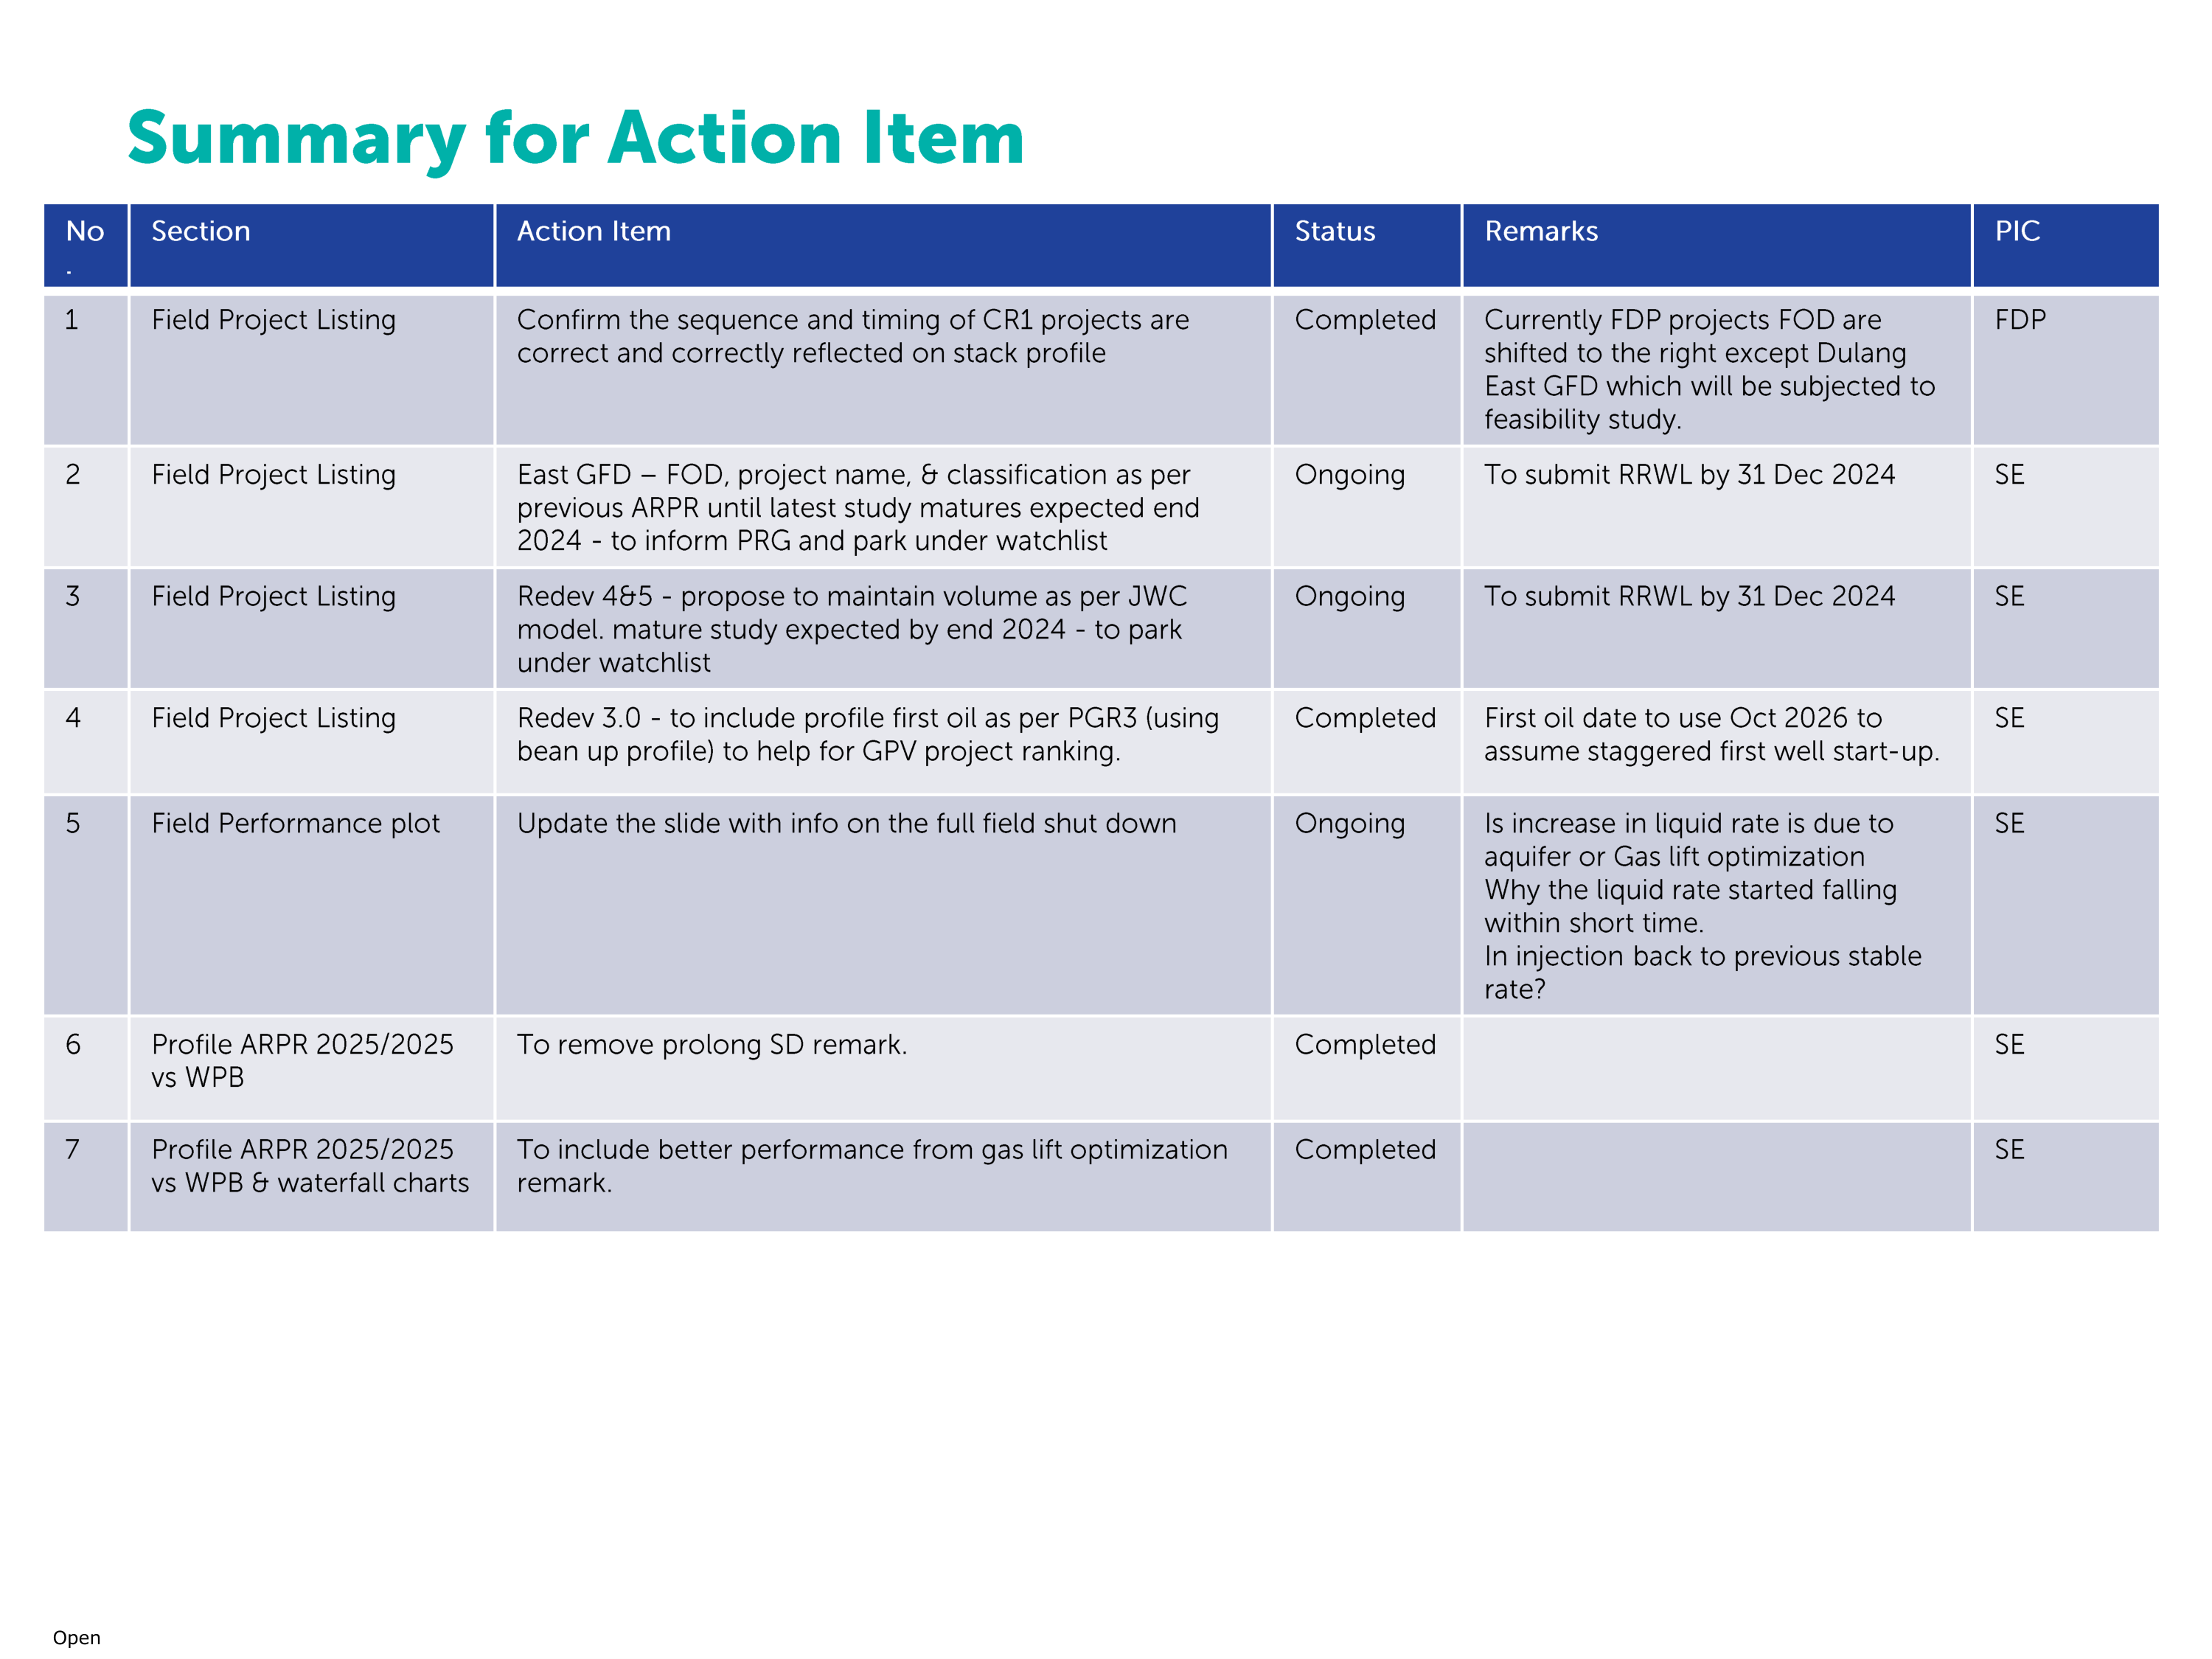 Summary for Action Item
No
.
Section
Action Item
Status
Remarks
PIC
1
Field Project Listing
Confirm the sequence and timing of CR1 projects are
correct and correctly reflected on stack profile
Completed
Currently FDP projects FOD are
shifted to the right except Dulang
East GFD which will be subjected to
feasibility study.
FDP
2
Field Project Listing
East GFD – FOD, project name, & classification as per
previous ARPR until latest study matures expected end
2024 - to inform PRG and park under watchlist
Ongoing
To submit RRWL by 31 Dec 2024
SE
3
Field Project Listing
Redev 4&5 - propose to maintain volume as per JWC
model. mature study expected by end 2024 - to park
under watchlist
Ongoing
To submit RRWL by 31 Dec 2024
SE
4
Field Project Listing
Redev 3.0 - to include profile first oil as per PGR3 (using
bean up profile) to help for GPV project ranking.
Completed
First oil date to use Oct 2026 to
assume staggered first well start-up.
SE
5
Field Performance plot
Update the slide with info on the full field shut down
Ongoing
Is increase in liquid rate is due to
aquifer or Gas lift optimization
Why the liquid rate started falling
within short time.
In injection back to previous stable
rate?
SE
6
Profile ARPR 2025/2025
vs WPB
To remove prolong SD remark.
Completed
SE
7
Profile ARPR 2025/2025
vs WPB & waterfall charts
To include better performance from gas lift optimization
remark.
Completed
SE
Open